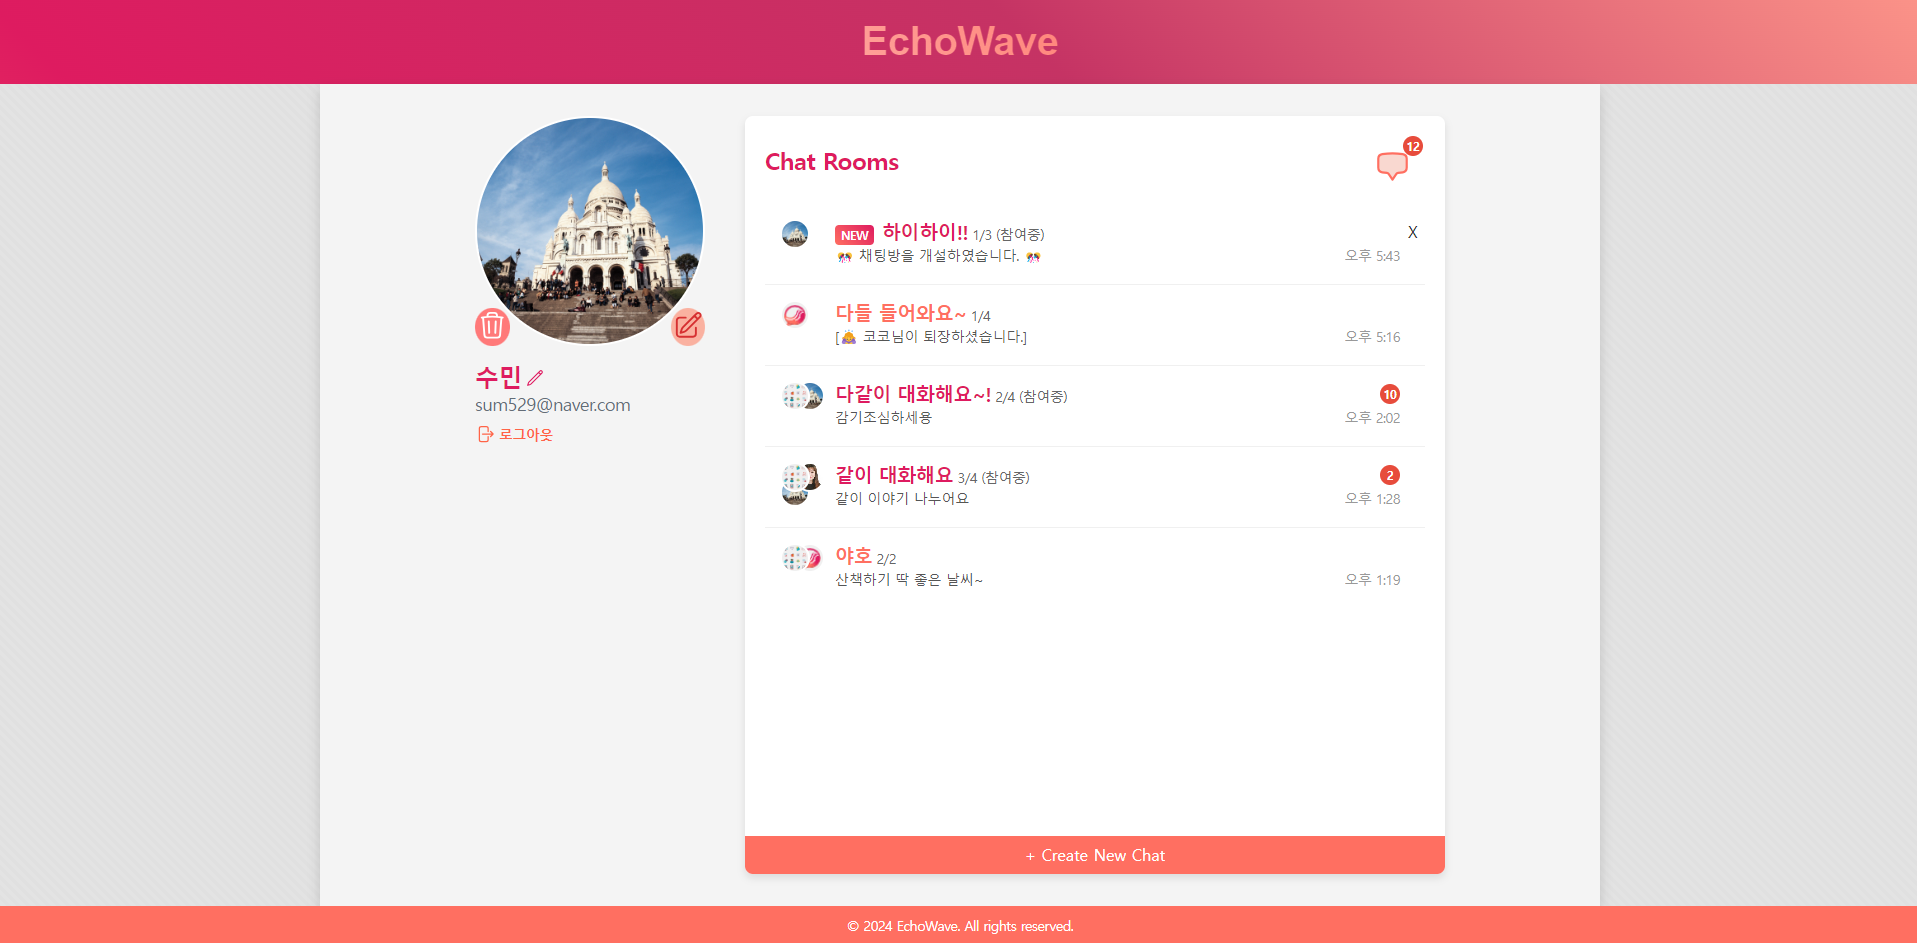 EchoWave
수민
sum529@naver.com
로그아웃
Chat Rooms
12
NEW 하이하이!! 1/3 (참여중)
X
채팅방을 개설하였습니다.
오후 5:43
다들 들어와요~ 1/4
[🙇 코코님이 퇴장하셨습니다.]
오후 5:16
다같이 대화해요~! 2/4 (참여중)
10
감기조심하세용
오후 2:02
같이 대화해요 3/4 (참여중)
2
같이 이야기 나누어요
오후 1:28
야호 2/2
산책하기 딱 좋은 날씨~
오후 1:19
+ Create New Chat
© 2024 EchoWave. All rights reserved.